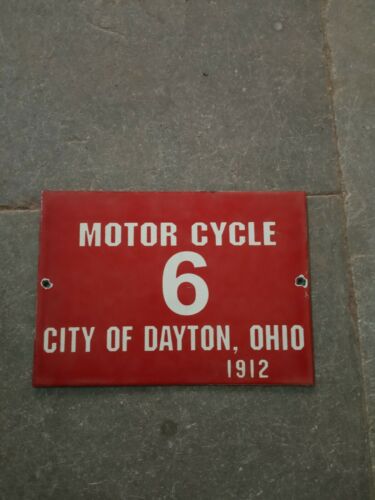 MOTOR CYCLE
6
CITY OF DAYTON, OHIO
1912